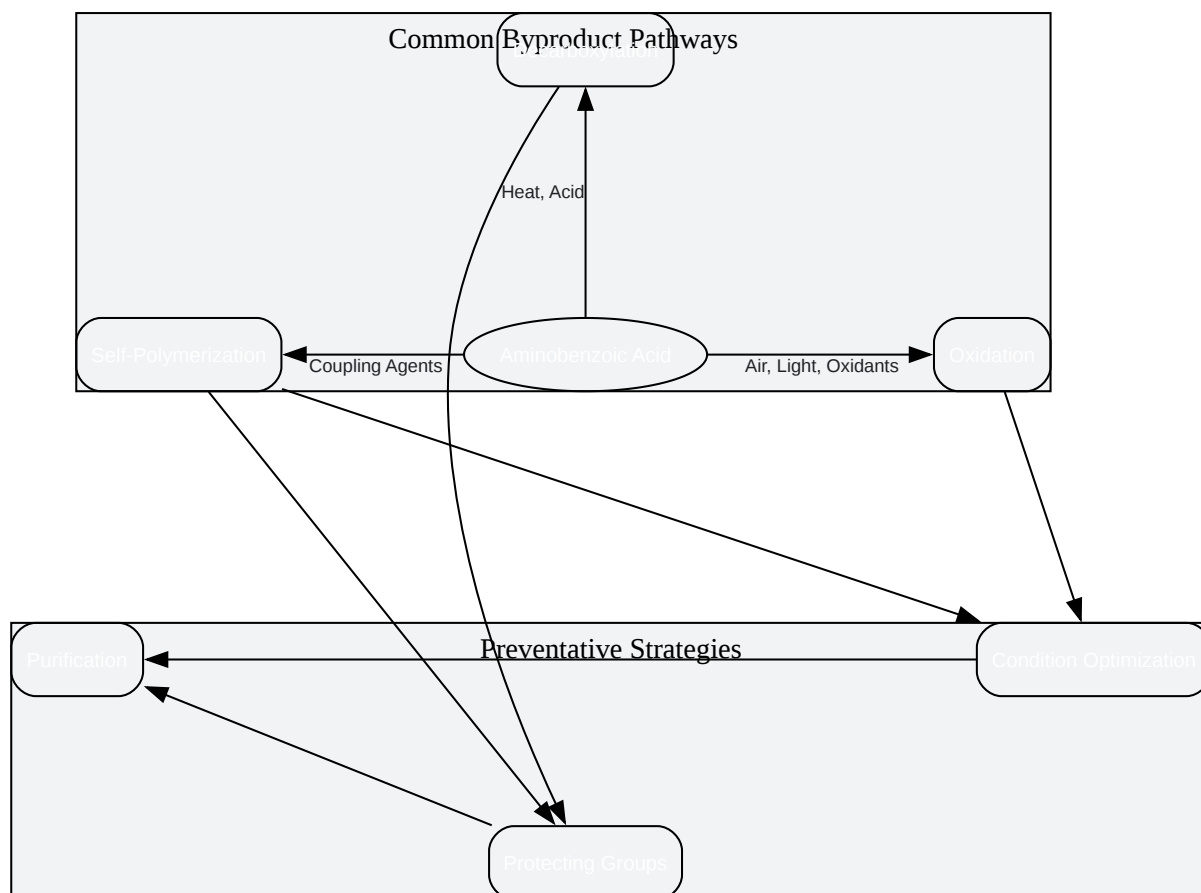 Common Byproduct Pathways
Decarboxylation
Heat, Acid
Self-Polymerization
Coupling Agents
Aminobenzoic Acid
Air, Light, Oxidants
Oxidation
Preventative Strategies
Purification
Condition Optimization
Protecting Groups